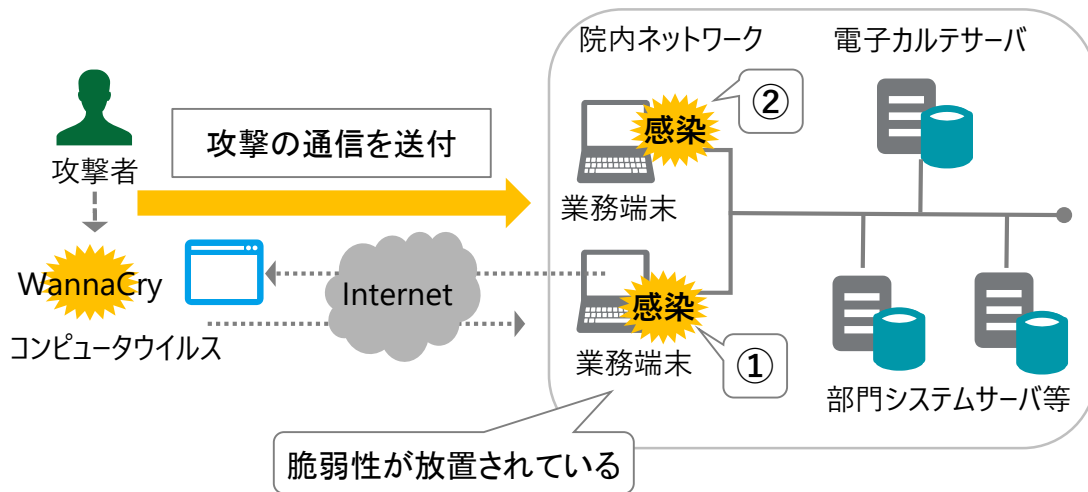 院内ネットワーク
電子カルテサーバ
攻撃者
攻撃の通信を送付
感染
②
業務端末
WannaCry
コンピュータウイルス
Internet
感染
①
業務端末
部門システムサーバ等
脆弱性が放置されている